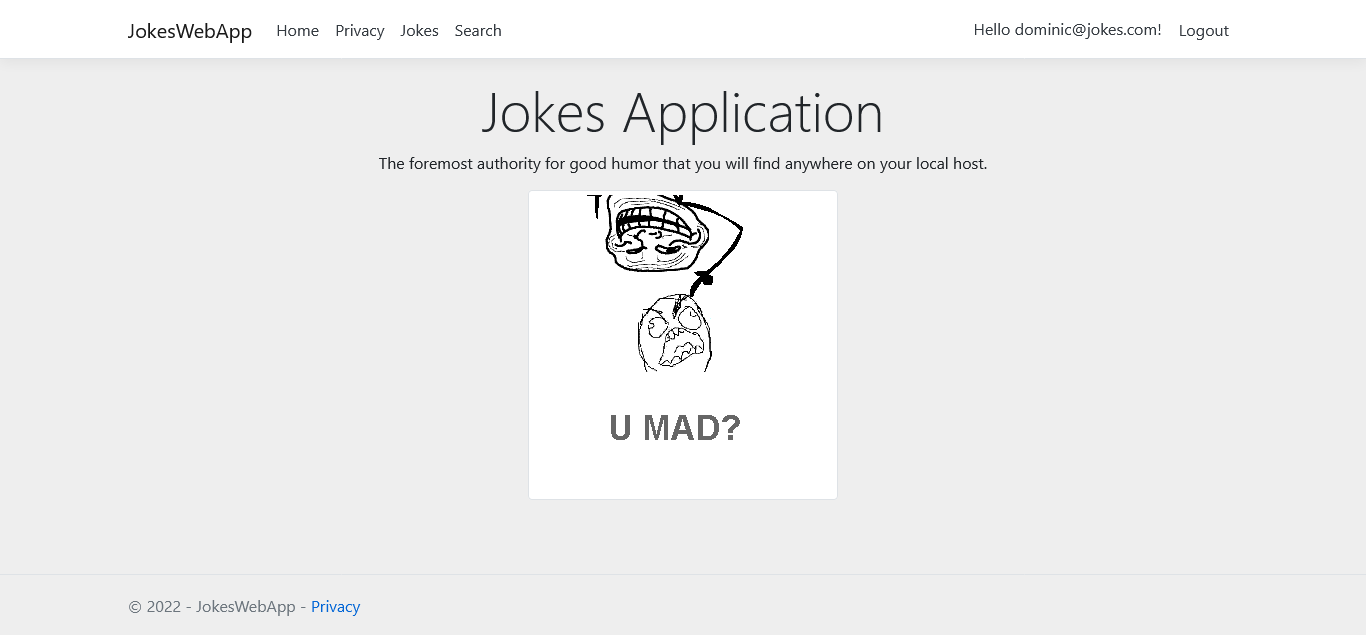 JokesWebApp Home Privacy Jokes Search Hello dominic@jokes.com! Logout
Jokes Application
The foremost authority for good humor that you will find anywhere on your local host.
U MAD?
© 2022 - JokesWebApp - Privacy